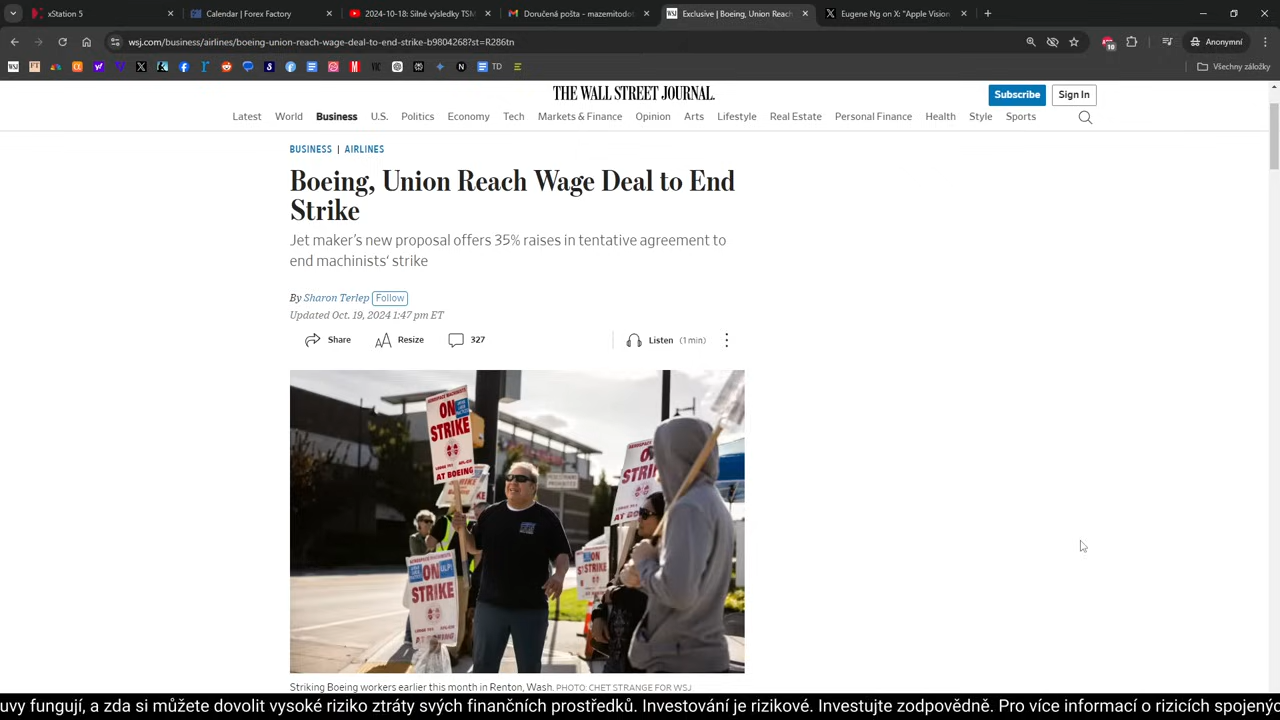 xStation 5
Calendar | Forex Factory
2024-10-18: Silné výsledky TSM
Doručená pošta - mazemitodo
Exclusive | Boeing, Union Reach
Eugene Ng on X: "Apple Vision
wsj.com/business/airlines/boeing-union-reach-wage-deal-to-end-strike-b9804268?st=R286tn
10
Anonymní
TD
Všechny záložky
THE WALL STREET JOURNAL.
Subscribe
Sign In
Latest World Business U.S. Politics Economy Tech Markets & Finance Opinion Arts Lifestyle Real Estate Personal Finance Health Style Sports
BUSINESS | AIRLINES
Boeing, Union Reach Wage Deal to End
Strike
Jet maker's new proposal offers 35% raises in tentative agreement to
end machinists' strike
By Sharon Terlep Follow
Updated Oct. 19, 2024 1:47 pm ET
Share
AA Resize
327
Listen (1 min)
ON
STRIKE
AT BOEING
ON
STRIKE
Striking Boeing workers earlier this month in Renton, Wash. PHOTO: CHET STRANGE FOR WSJ
uvy fungují, a zda si můžete dovolit vysoké riziko ztráty svých finančních prostředků. Investování je rizikové. Investujte zodpovědně. Pro více informací o rizicích spojenýc